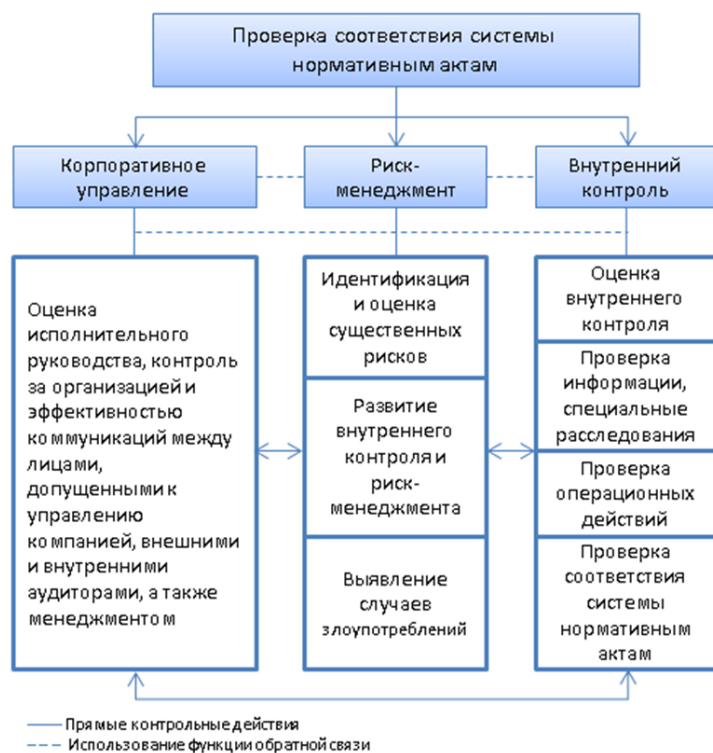 Проверка соответствия системы
нормативным актам
Корпоративное
управление
Риск-
менеджмент
Внутренний
контроль
Оценка
исполнительного
руководства, контроль
за организацией и
эффективностью
коммуникаций между
лицами,
допущенными к
управлению
компанией, внешними
и внутренними
аудиторами, а также
менеджментом
Идентификация
и оценка
существенных
рисков
Развитие
внутреннего
контроля и
риск-
менеджмента
Выявление
случаев
злоупотреблений
Оценка
внутреннего
контроля
Проверка
информации,
специальные
расследования
Проверка
операционных
действий
Проверка
соответствия
системы
нормативным
актам
Прямые контрольные действия
Использование функции обратной связи